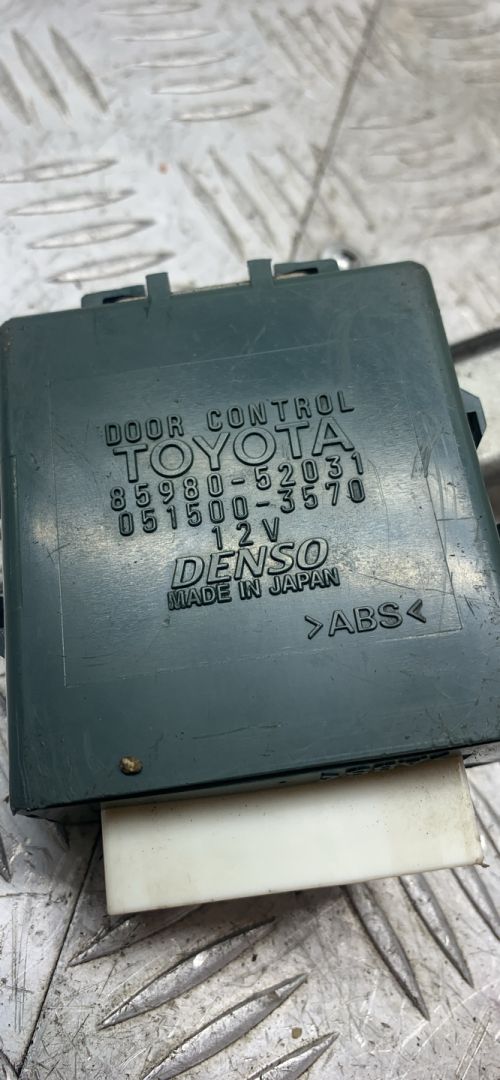 DOOR CONTROL
TOYOTA
85980-52031
051500-3570
12V
DENSO
MADE IN JAPAN
>ABS<